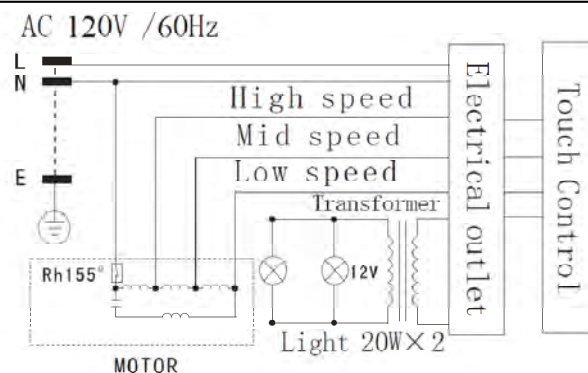 AC 120V /60Hz
L
N
High speed
Mid speed
Low speed
E
Transformer
Electrical outlet
Touch Control
Rh155°
12V
Light 20W×2
MOTOR